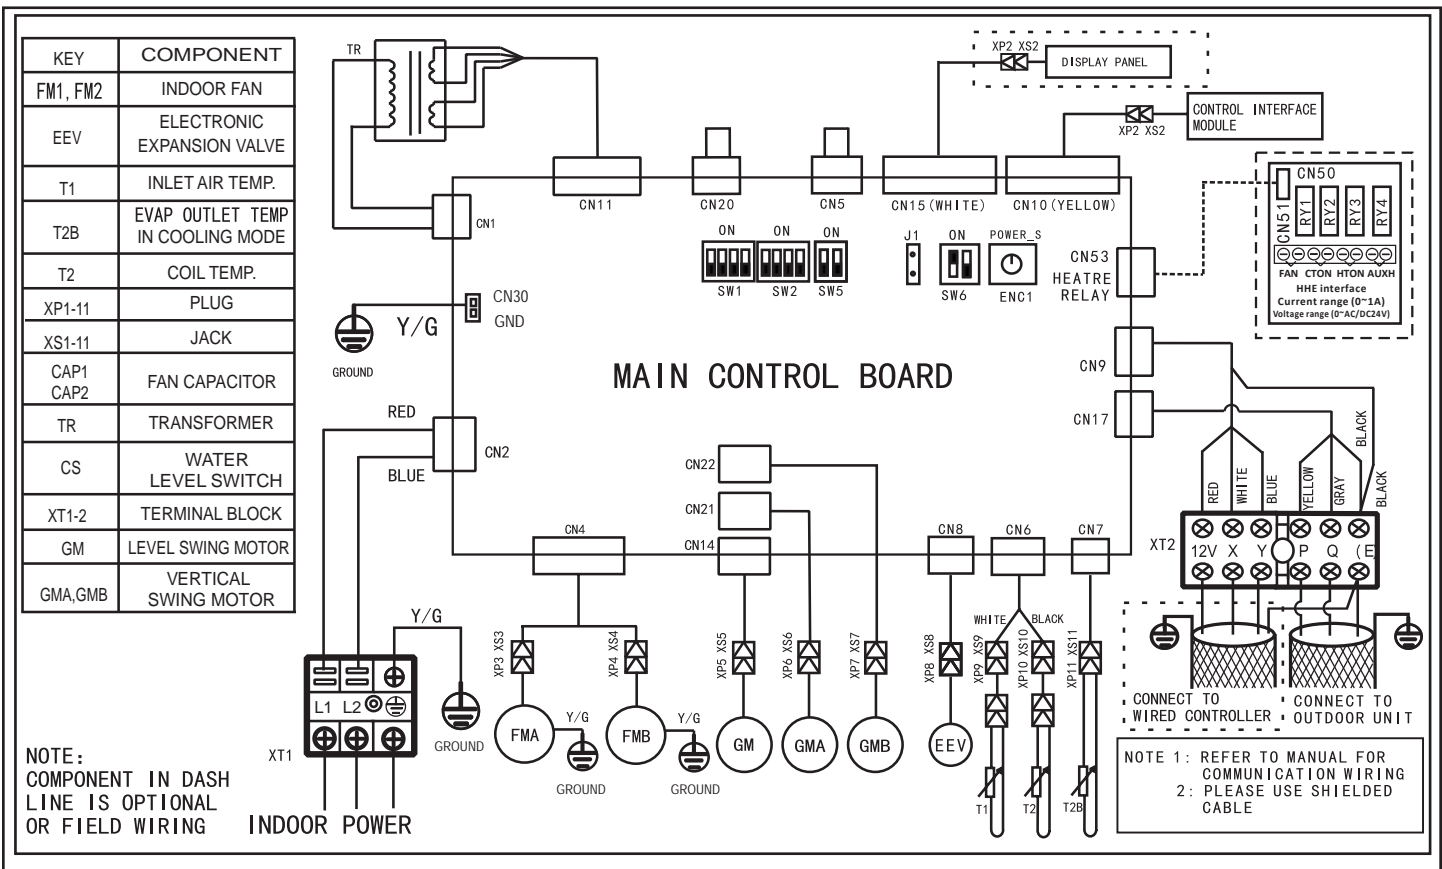 KEY COMPONENT
FM1, FM2 INDOOR FAN
EEV ELECTRONIC
EXPANSION VALVE
T1 INLET AIR TEMP.
T2B EVAP OUTLET TEMP
IN COOLING MODE
T2 COIL TEMP.
XP1-11 PLUG
XS1-11 JACK
CAP1
CAP2
FAN CAPACITOR
TR TRANSFORMER
CS WATER
LEVEL SWITCH
XT1-2 TERMINAL BLOCK
GM LEVEL SWING MOTOR
GMA,GMB VERTICAL
SWING MOTOR
NOTE:
COMPONENT IN DASH
LINE IS OPTIONAL
OR FIELD WIRING
TR
XP2 XS2
DISPLAY PANEL
XP2 XS2
CONTROL INTERFACE
MODULE
CN1
CN11
CN20
CN5
CN15(WHITE)
CN10(YELLOW)
ON
SW1
ON
SW2
ON
SW5
J1
ON
SW6
POWER_S
ENC1
CN53
HEATRE
RELAY
CN50
CN51
RY1
RY2
RY3
RY4
FAN CTON HTON AUXH
HHE interface
Current range (0~1A)
Voltage range (0~AC/DC24V)
CN30
GND
Y/G
GROUND
MAIN CONTROL BOARD
CN9
CN17
RED
BLUE
CN2
CN22
CN21
CN14
CN4
CN8
CN6
CN7
BLACK
RED
WHITE
BLUE
YELLOW
GRAY
BLACK
XT2
12V X Y P Q (E)
CONNECT TO
WIRED CONTROLLER
CONNECT TO
OUTDOOR UNIT
Y/G
GROUND
L1 L2
XT1
INDOOR POWER
XP3 XS3
XP4 XS4
XP5 XS5
XP6 XS6
XP7 XS7
XP8 XS8
WHITE
BLACK
XP9 XS9
XP10 XS10
XP11 XS11
FMA
Y/G
GROUND
FMB
Y/G
GROUND
GM
GMA
GMB
EEV
T1
T2
T2B
NOTE 1: REFER TO MANUAL FOR
COMMUNICATION WIRING
2: PLEASE USE SHIELDED
CABLE